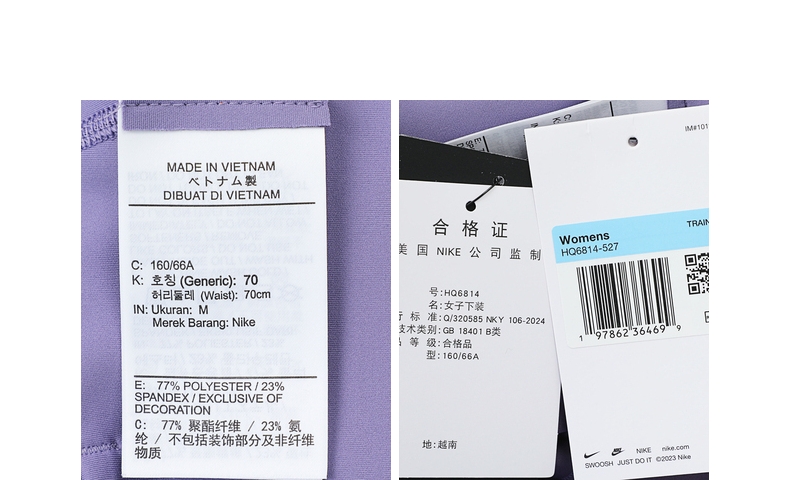 MADE IN VIETNAM
ベトナム製
DIBUAT DI VIETNAM
C: 160/66A
K: 호칭 (Generic): 70
허리둘레 (Waist): 70cm
IN: Ukuran: M
Merek Barang: Nike
E: 77% POLYESTER / 23%
SPANDEX / EXCLUSIVE OF
DECORATION
C: 77% 聚酯纤维 / 23% 氨
纶 / 不包括装饰部分及非纤维
物质
合格证
美国 NIKE 公司监制
号:HQ6814
名:女子下装
行标准:Q/320585 NKY 106-2024
技术类别:GB 18401 B类
等级:合格品
型:160/66A
地:越南
IM#101
Womens
TRAIN
HQ6814-527
1 97862 36469 9
NIKE nike.com
SWOOSH JUST DO IT ©2023 Nike